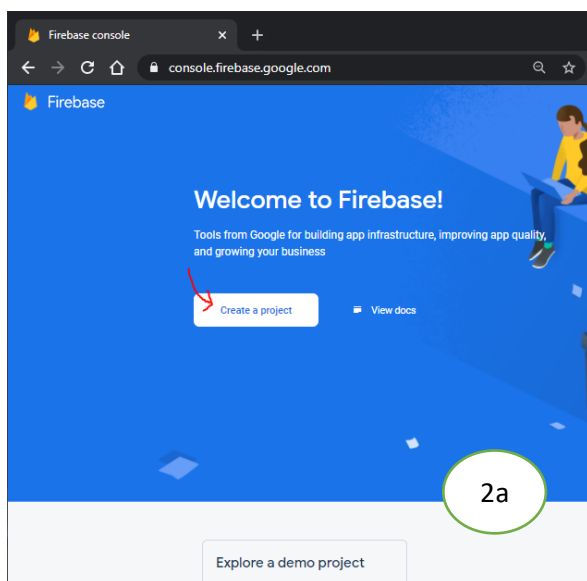 Firebase console
console.firebase.google.com
Firebase
Welcome to Firebase!
Tools from Google for building app infrastructure, improving app quality,
and growing your business
Create a project
View docs
2a
Explore a demo project